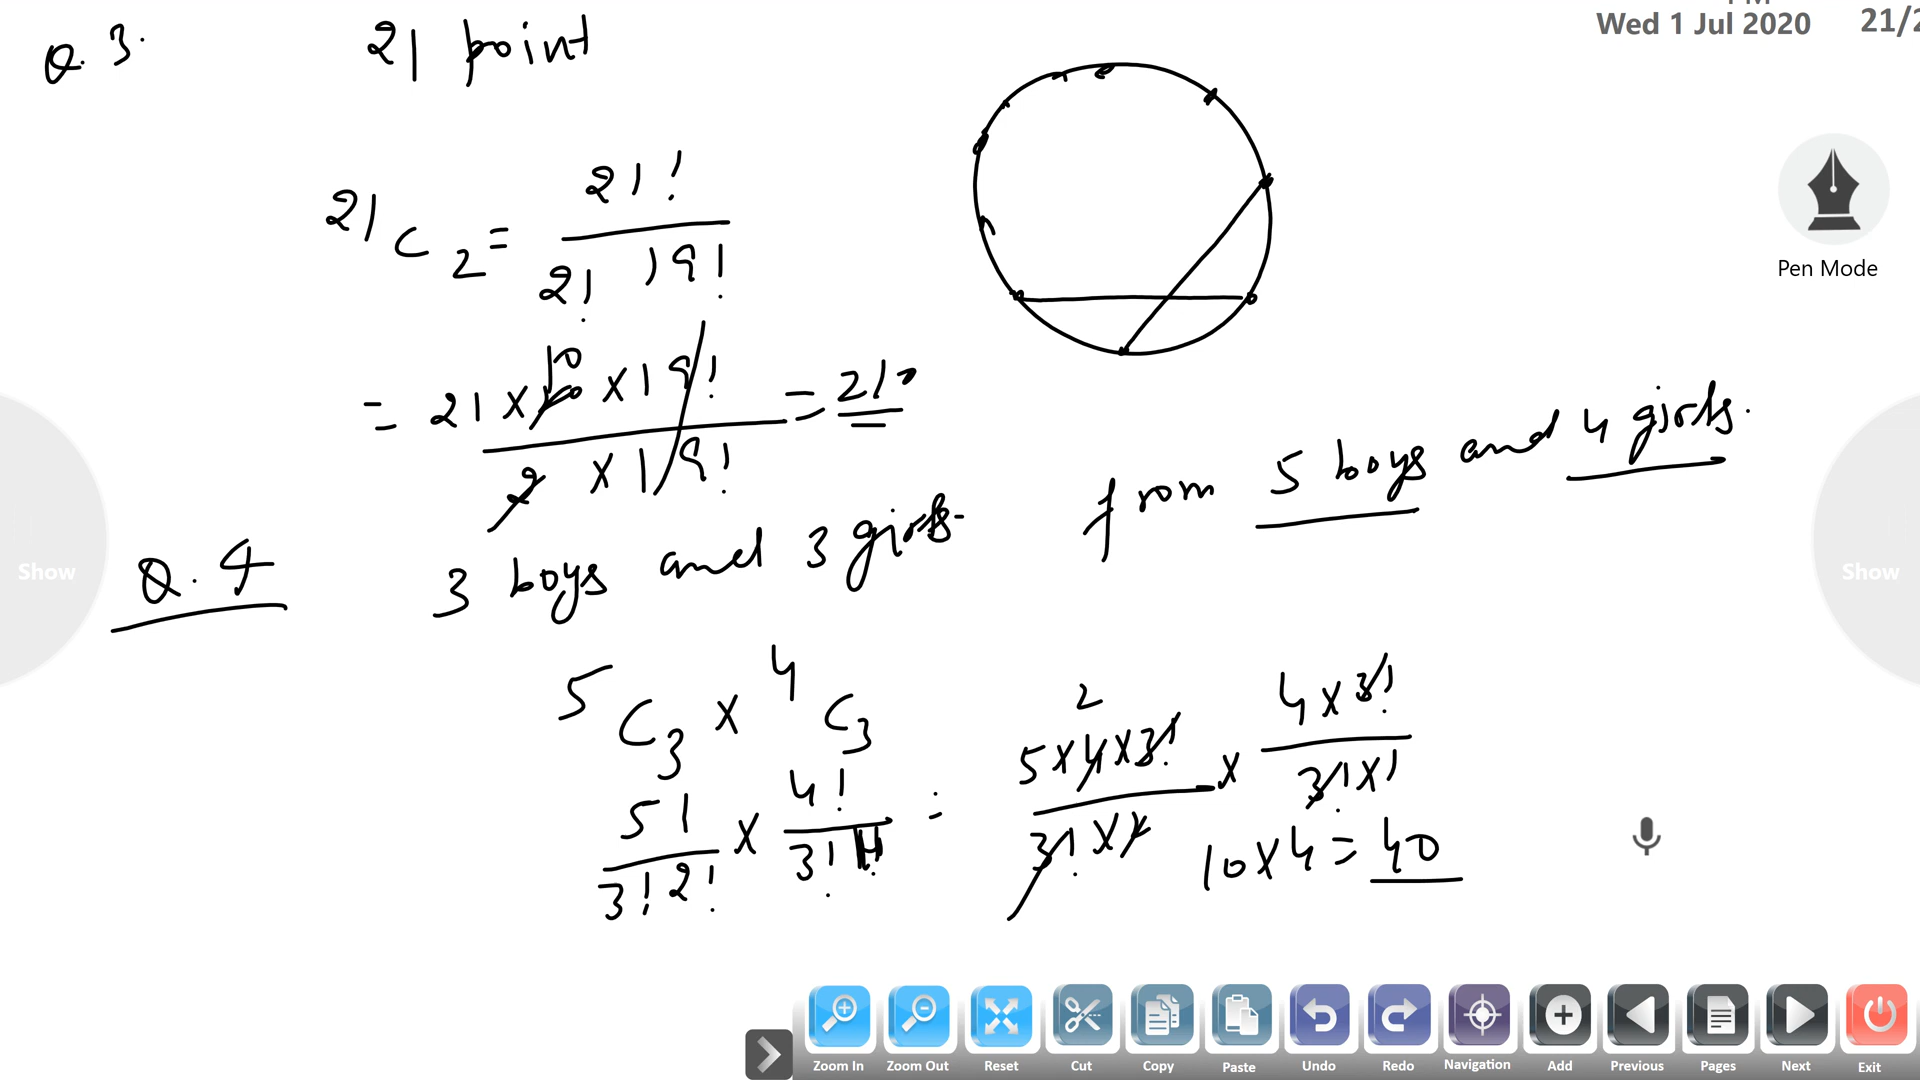 Wed 1 Jul 2020
Q. 3.
21 point
21C2 = 21! / 2! 19!
= 21 × 20 10 × 19! / 2 × 19! = 210
Pen Mode
Q. 4
3 boys and 3 girls from 5 boys and 4 girls.
5C3 × 4C3
5! / 3! 2! × 4! / 3! 1! = 5 × 4 2 × 3! / 3! × 2 × 4 × 3! / 3! × 1
10 × 4 = 40
Show
Show
Zoom In Zoom Out Reset Cut Copy Paste Undo Redo Navigation Add Previous Pages Next Exit